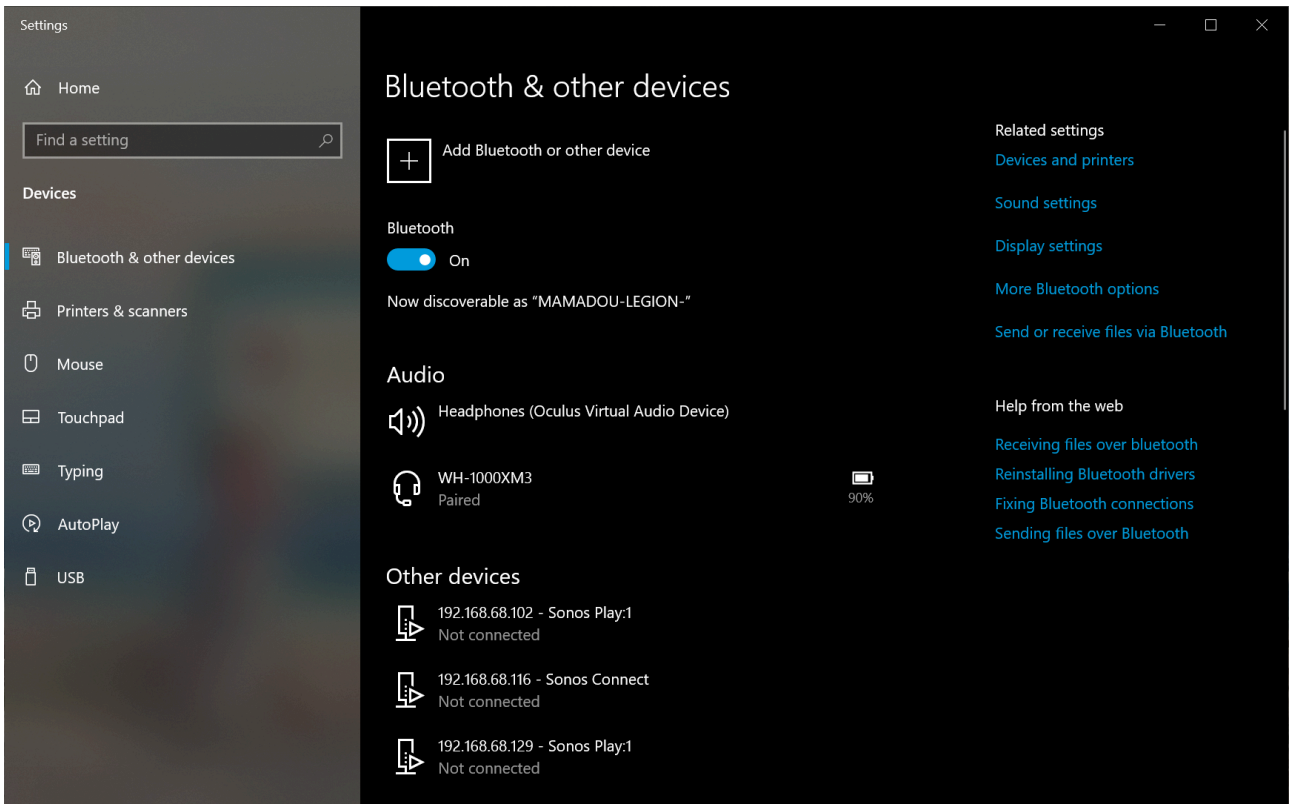 Settings
Home
Find a setting
Devices
Bluetooth & other devices
Printers & scanners
Mouse
Touchpad
Typing
AutoPlay
USB
Bluetooth & other devices
Add Bluetooth or other device
Bluetooth
On
Now discoverable as “MAMADOU-LEGION-”
Audio
Headphones (Oculus Virtual Audio Device)
WH-1000XM3
Paired
90%
Other devices
192.168.68.102 - Sonos Play:1
Not connected
192.168.68.116 - Sonos Connect
Not connected
192.168.68.129 - Sonos Play:1
Not connected
Related settings
Devices and printers
Sound settings
Display settings
More Bluetooth options
Send or receive files via Bluetooth
Help from the web
Receiving files over bluetooth
Reinstalling Bluetooth drivers
Fixing Bluetooth connections
Sending files over Bluetooth